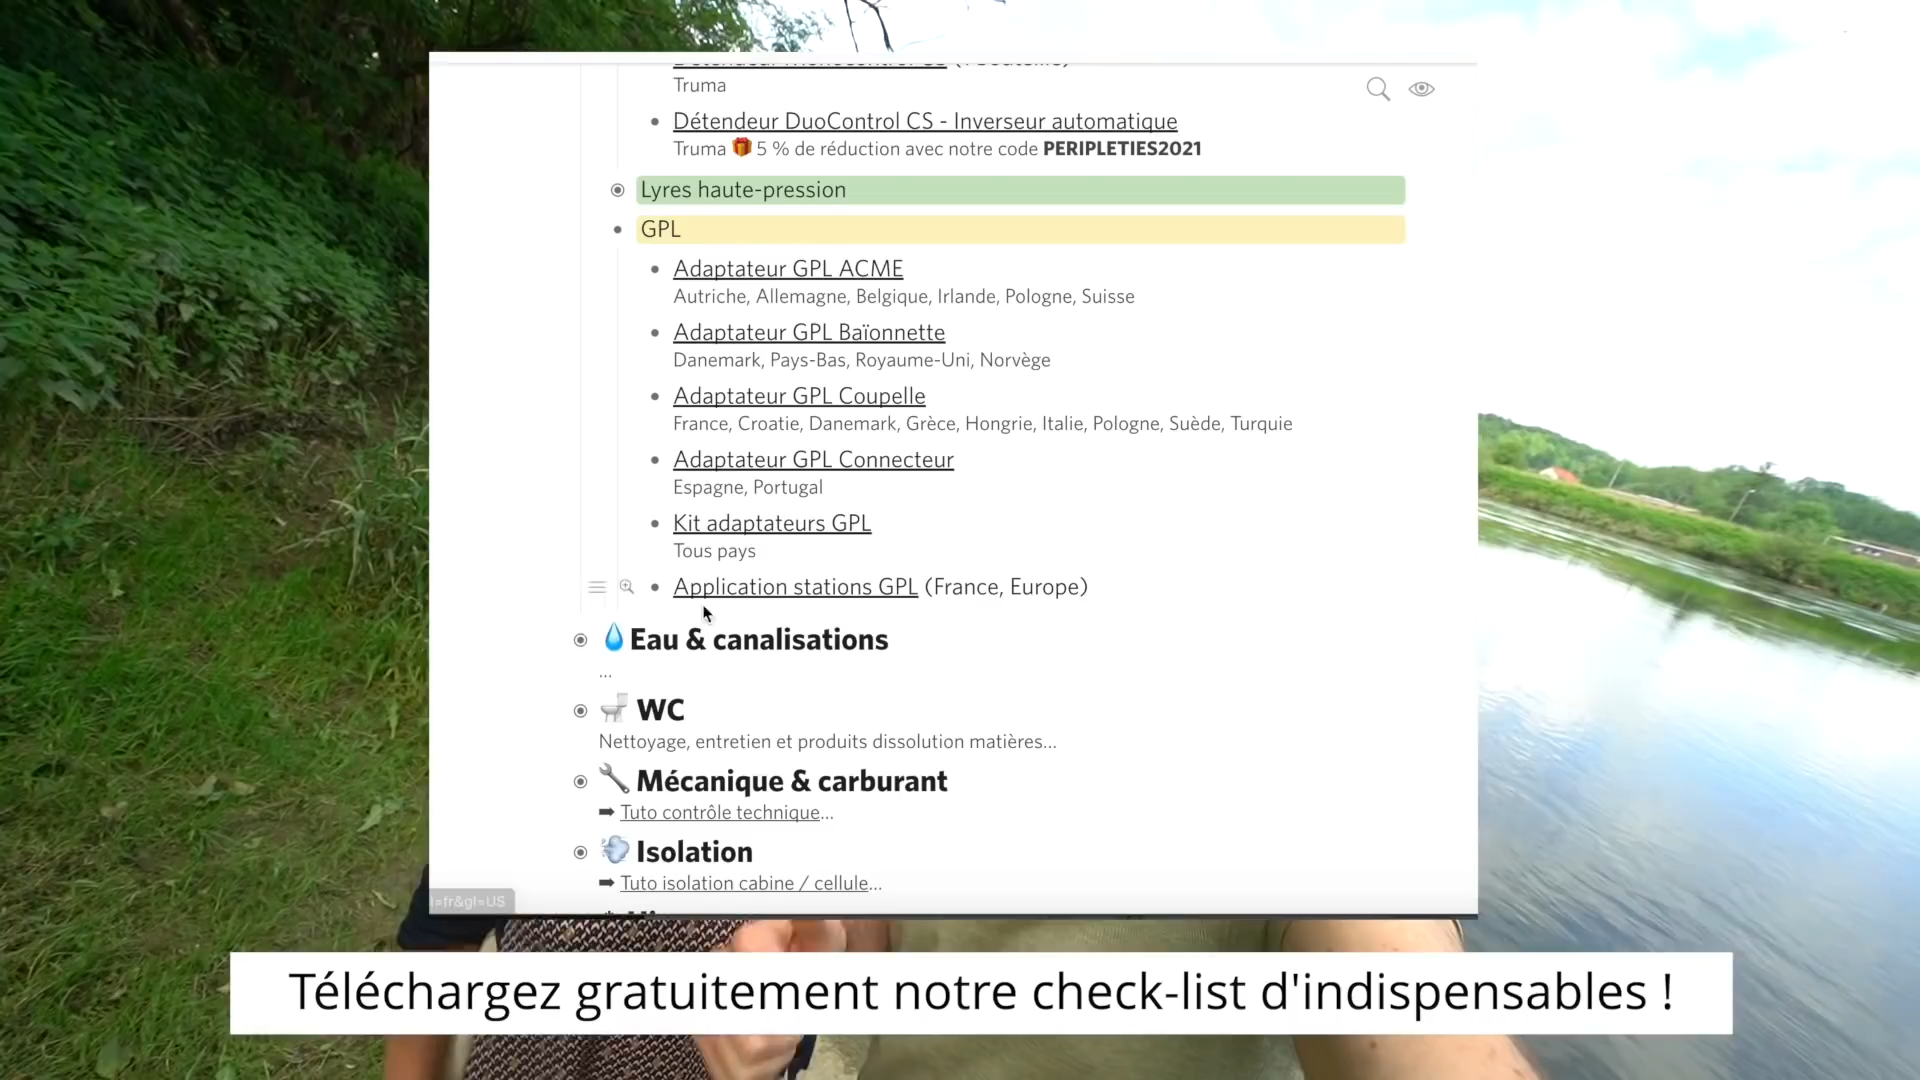 Truma
Détendeur DuoControl CS - Inverseur automatique
Truma 🎁 5 % de réduction avec notre code PERIPLETIES2021
Lyres haute-pression
GPL
Adaptateur GPL ACME
Autriche, Allemagne, Belgique, Irlande, Pologne, Suisse
Adaptateur GPL Baïonnette
Danemark, Pays-Bas, Royaume-Uni, Norvège
Adaptateur GPL Coupelle
France, Croatie, Danemark, Grèce, Hongrie, Italie, Pologne, Suède, Turquie
Adaptateur GPL Connecteur
Espagne, Portugal
Kit adaptateurs GPL
Tous pays
Application stations GPL (France, Europe)
💧Eau & canalisations
...
🚽 WC
Nettoyage, entretien et produits dissolution matières...
🔧 Mécanique & carburant
➡ Tuto contrôle technique...
💨 Isolation
➡ Tuto isolation cabine / cellule...
l=fr&gl=US
Téléchargez gratuitement notre check-list d'indispensables !